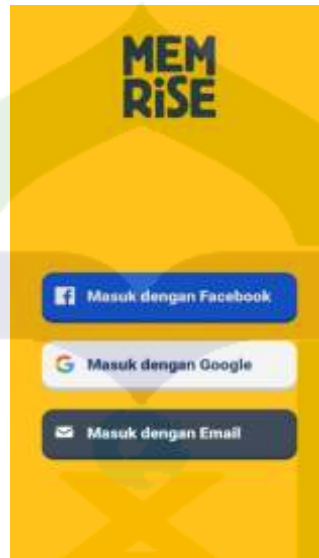 MEM
RiSE
Masuk dengan Facebook
Masuk dengan Google
Masuk dengan Email